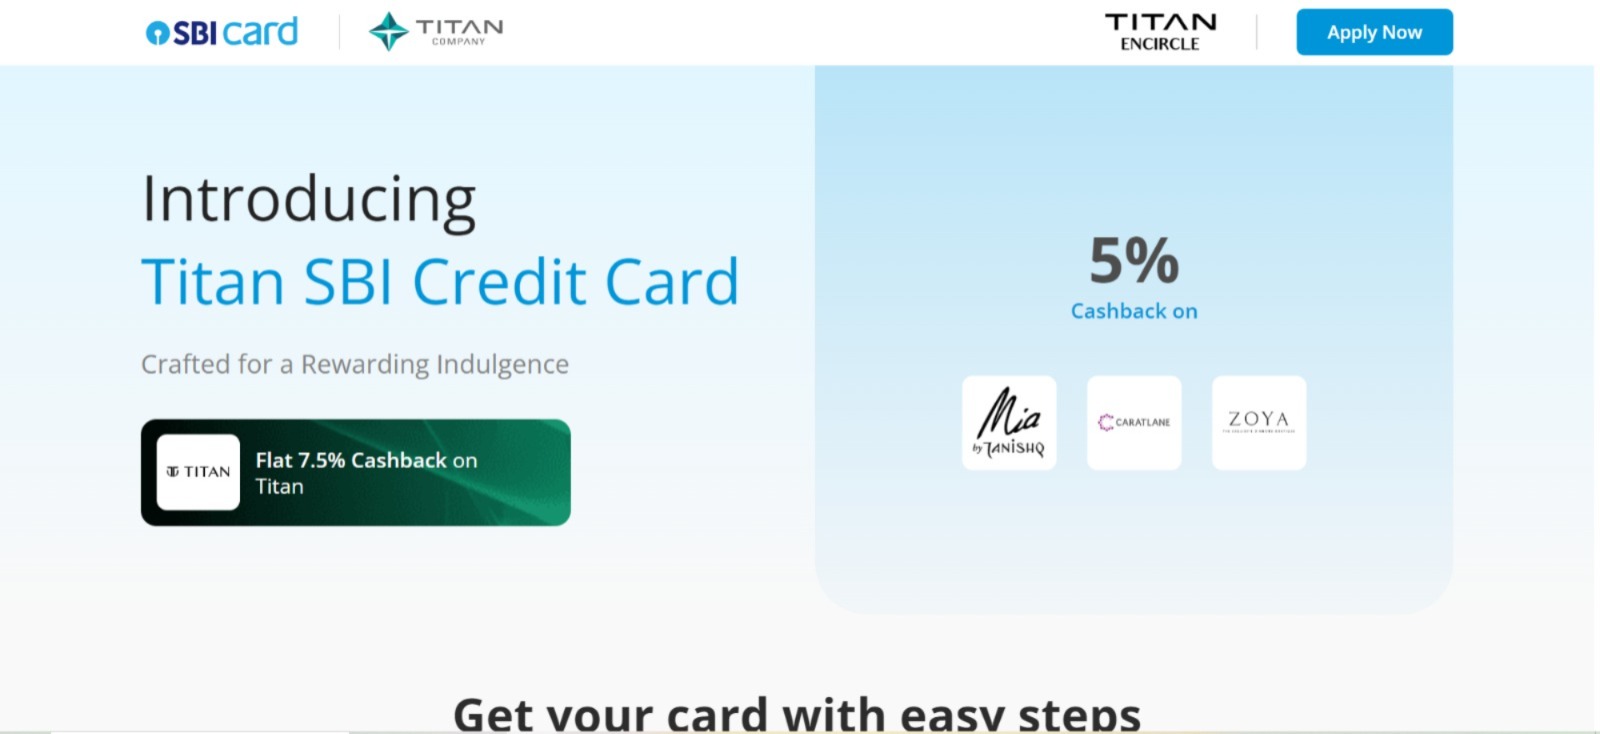 SBI card
TITAN
COMPANY
TITAN
ENCIRCLE
Apply Now
Introducing
Titan SBI Credit Card
Crafted for a Rewarding Indulgence
TITAN
Flat 7.5% Cashback on
Titan
5%
Cashback on
Mia
by TANISHQ
CARATLANE
ZOYA
Get your card with easy steps